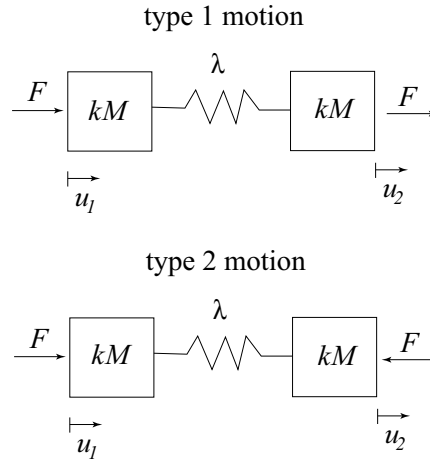 type 1 motion
λ
F kM kM F
u1 u2
type 2 motion
λ
F kM kM F
u1 u2